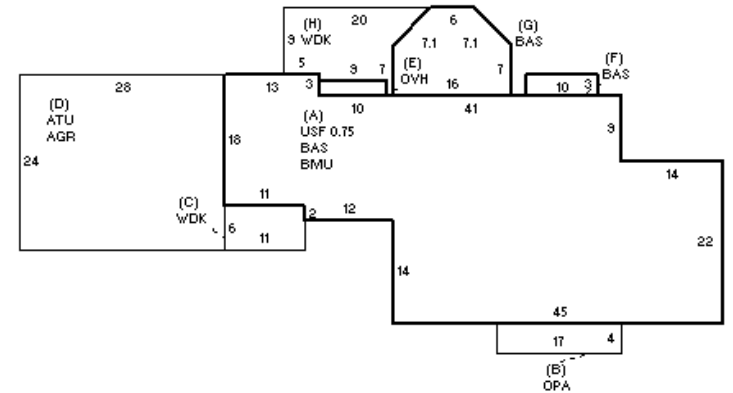 20
6
(G)
BAS
(H)
WDK
9
7.1
7.1
(F)
BAS
(E)
OVH
5
9
7
16
7
28
13
3
10
3
(D)
ATU
AGR
10
41
(A)
USF 0.75
BAS
BMU
9
18
24
14
11
(C)
WDK
2
12
6
11
22
14
45
17
4
(B)
OPA